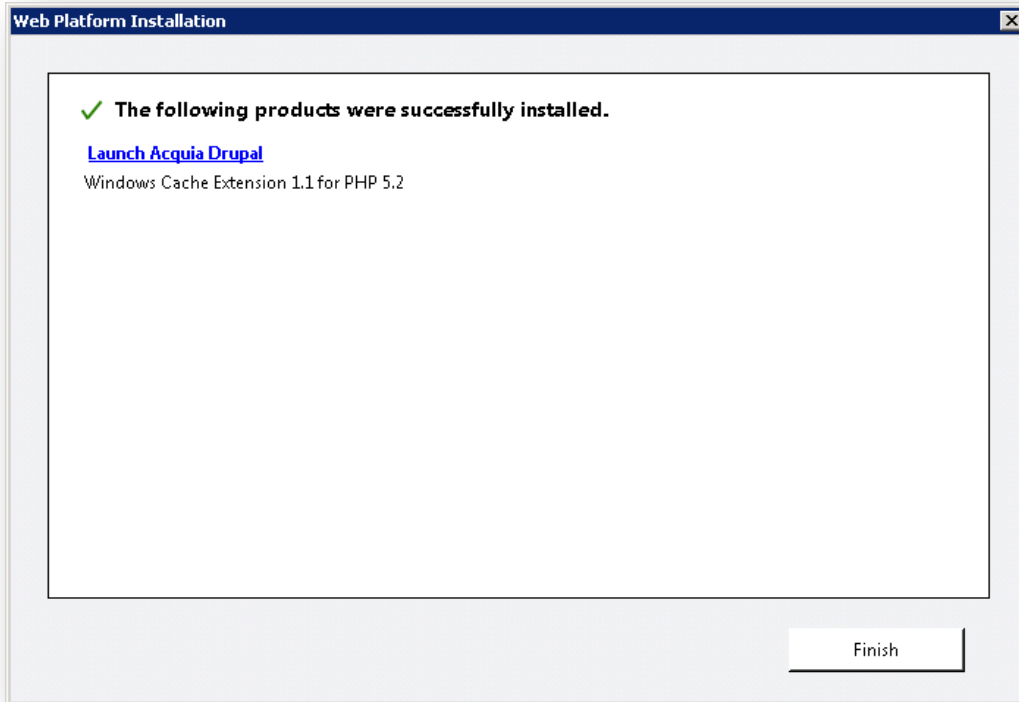 Web Platform Installation
The following products were successfully installed.
Launch Acquia Drupal
Windows Cache Extension 1.1 for PHP 5.2
Finish